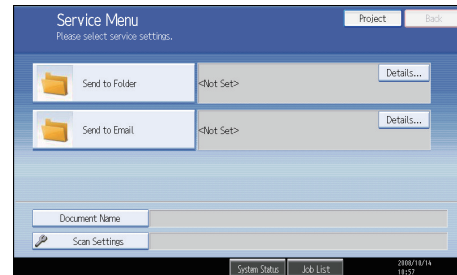 Service Menu
Project
Back
Please select service settings.
Send to Folder
<Not Set>
Details...
Send to Email
<Not Set>
Details...
Document Name
Scan Settings
System Status
Job List
2008/10/14
10:57